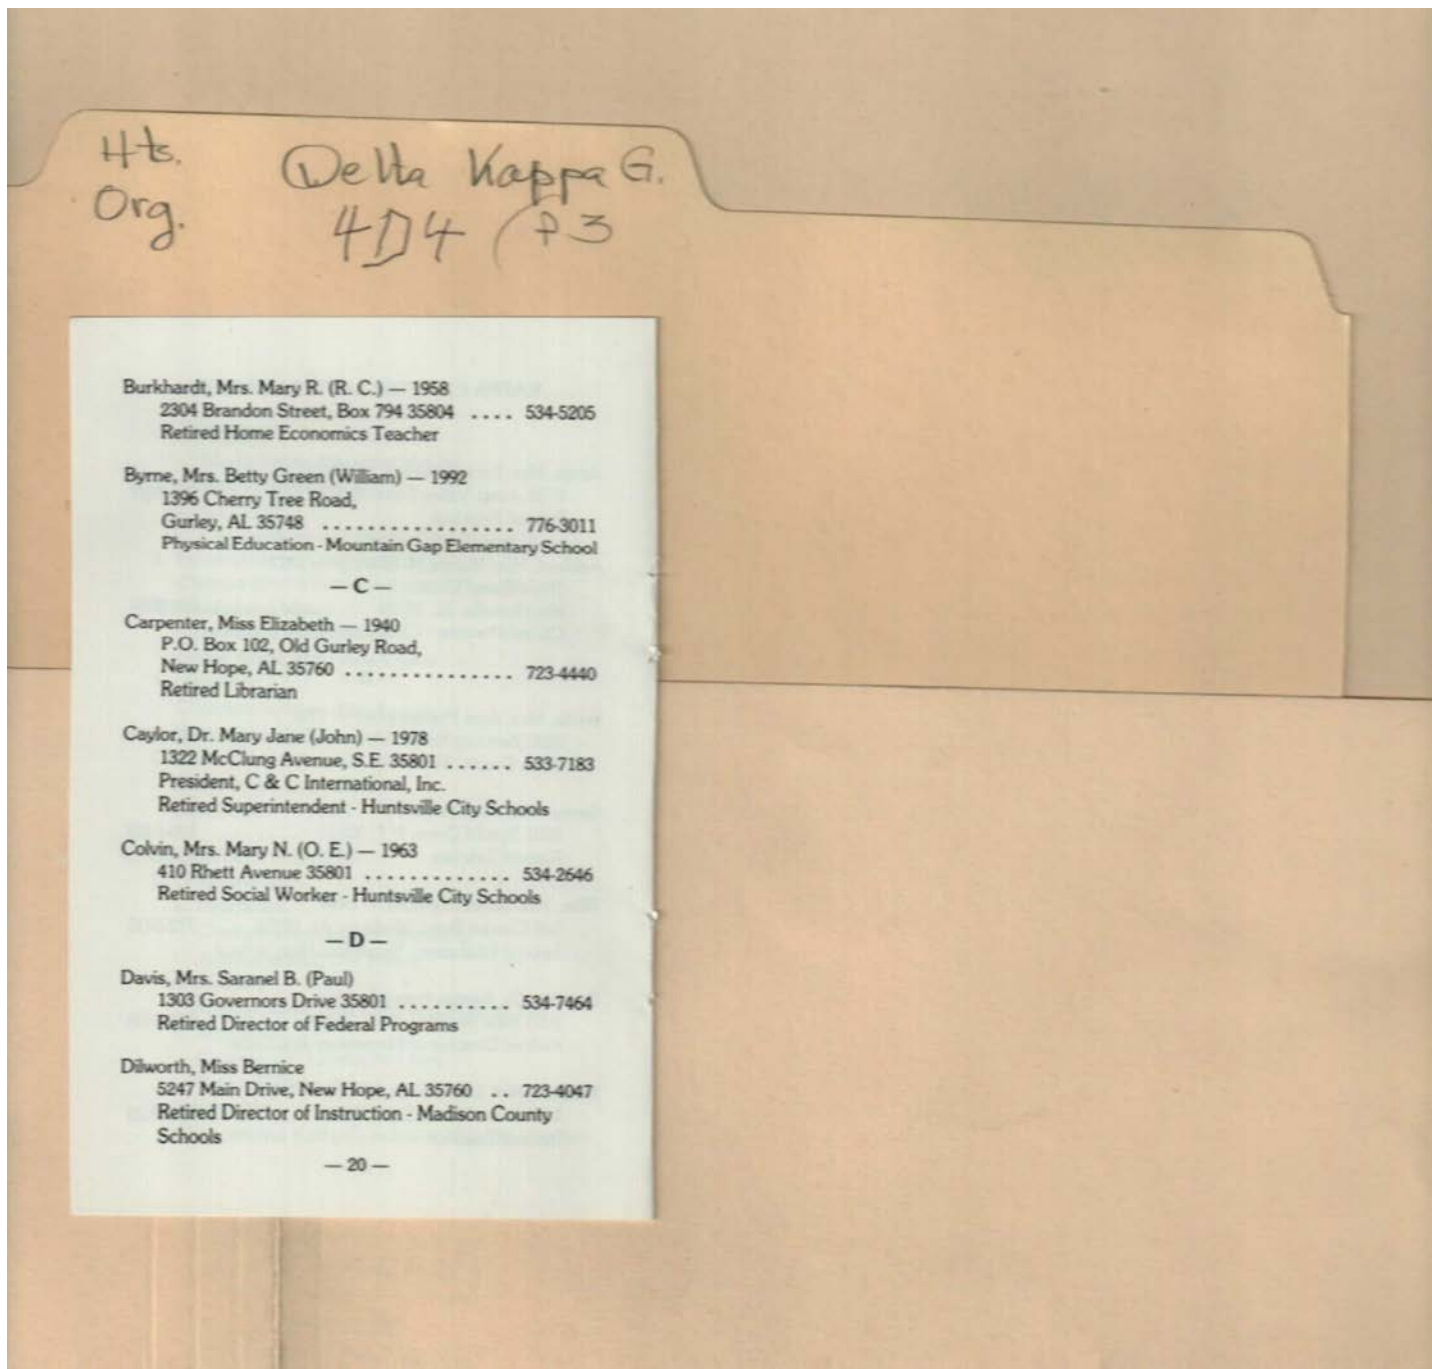 Hts. Delta Kappa G.
Org. 4D4 (P3
Burkhardt, Mrs. Mary R. (R. C.) — 1958
2304 Brandon Street, Box 794 35804 .... 534-5205
Retired Home Economics Teacher
Byrne, Mrs. Betty Green (William) — 1992
1396 Cherry Tree Road,
Gurley, AL 35748 ................. 776-3011
Physical Education - Mountain Gap Elementary School
— C —
Carpenter, Miss Elizabeth — 1940
P.O. Box 102, Old Gurley Road,
New Hope, AL 35760 ............... 723-4440
Retired Librarian
Caylor, Dr. Mary Jane (John) — 1978
1322 McClung Avenue, S.E. 35801 ...... 533-7183
President, C & C International, Inc.
Retired Superintendent - Huntsville City Schools
Colvin, Mrs. Mary N. (O. E.) — 1963
410 Rhett Avenue 35801 ............. 534-2646
Retired Social Worker - Huntsville City Schools
— D —
Davis, Mrs. Saranel B. (Paul)
1303 Governors Drive 35801 .......... 534-7464
Retired Director of Federal Programs
Dilworth, Miss Bernice
5247 Main Drive, New Hope, AL 35760 .. 723-4047
Retired Director of Instruction - Madison County
Schools
— 20 —